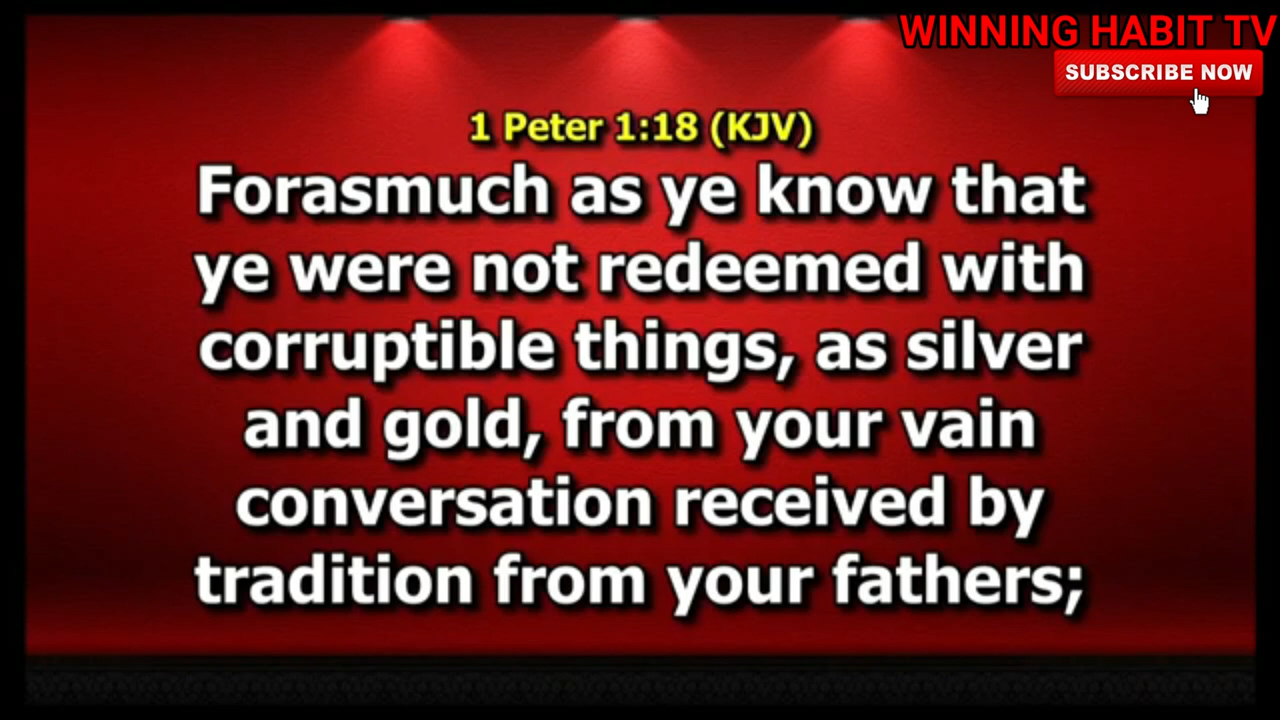 WINNING HABIT TV
SUBSCRIBE NOW
1 Peter 1:18 (KJV)
Forasmuch as ye know that
ye were not redeemed with
corruptible things, as silver
and gold, from your vain
conversation received by
tradition from your fathers;